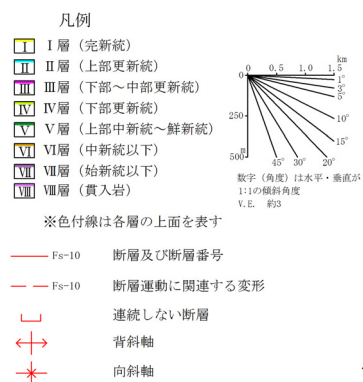 凡例
I I層（完新統）
II II層（上部更新統）
III III層（下部～中部更新統）
IV IV層（下部更新統）
V V層（上部中新統～鮮新統）
VI VI層（中新統以下）
VII VII層（始新統以下）
VIII VIII層（貫入岩）
※色付線は各層の上面を表す
km
0 0.5 1.0 1.5
0
250
m
500
1°
3°
5°
10°
15°
45° 30° 20°
数字（角度）は水平・垂直が
1:1の傾斜角度
V.E. 約3
Fs-10 断層及び断層番号
Fs-10 断層運動に関連する変形
連続しない断層
背斜軸
向斜軸